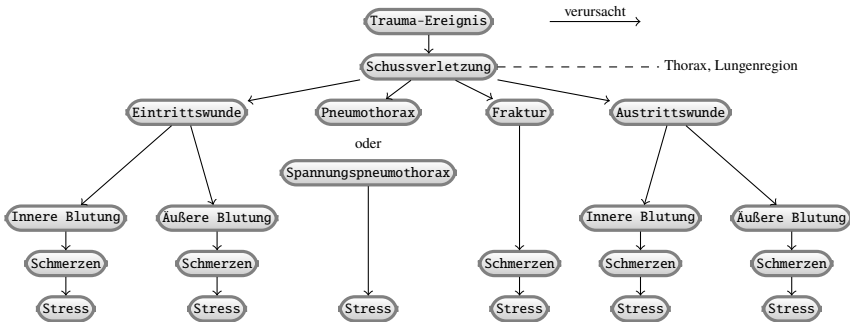 Trauma-Ereignis
verursacht
Schussverletzung
Thorax, Lungenregion
Eintrittswunde
Pneumothorax
Fraktur
Austrittswunde
oder
Spannungspneumothorax
Innere Blutung
Äußere Blutung
Innere Blutung
Äußere Blutung
Schmerzen
Schmerzen
Schmerzen
Schmerzen
Schmerzen
Stress
Stress
Stress
Stress
Stress
Stress